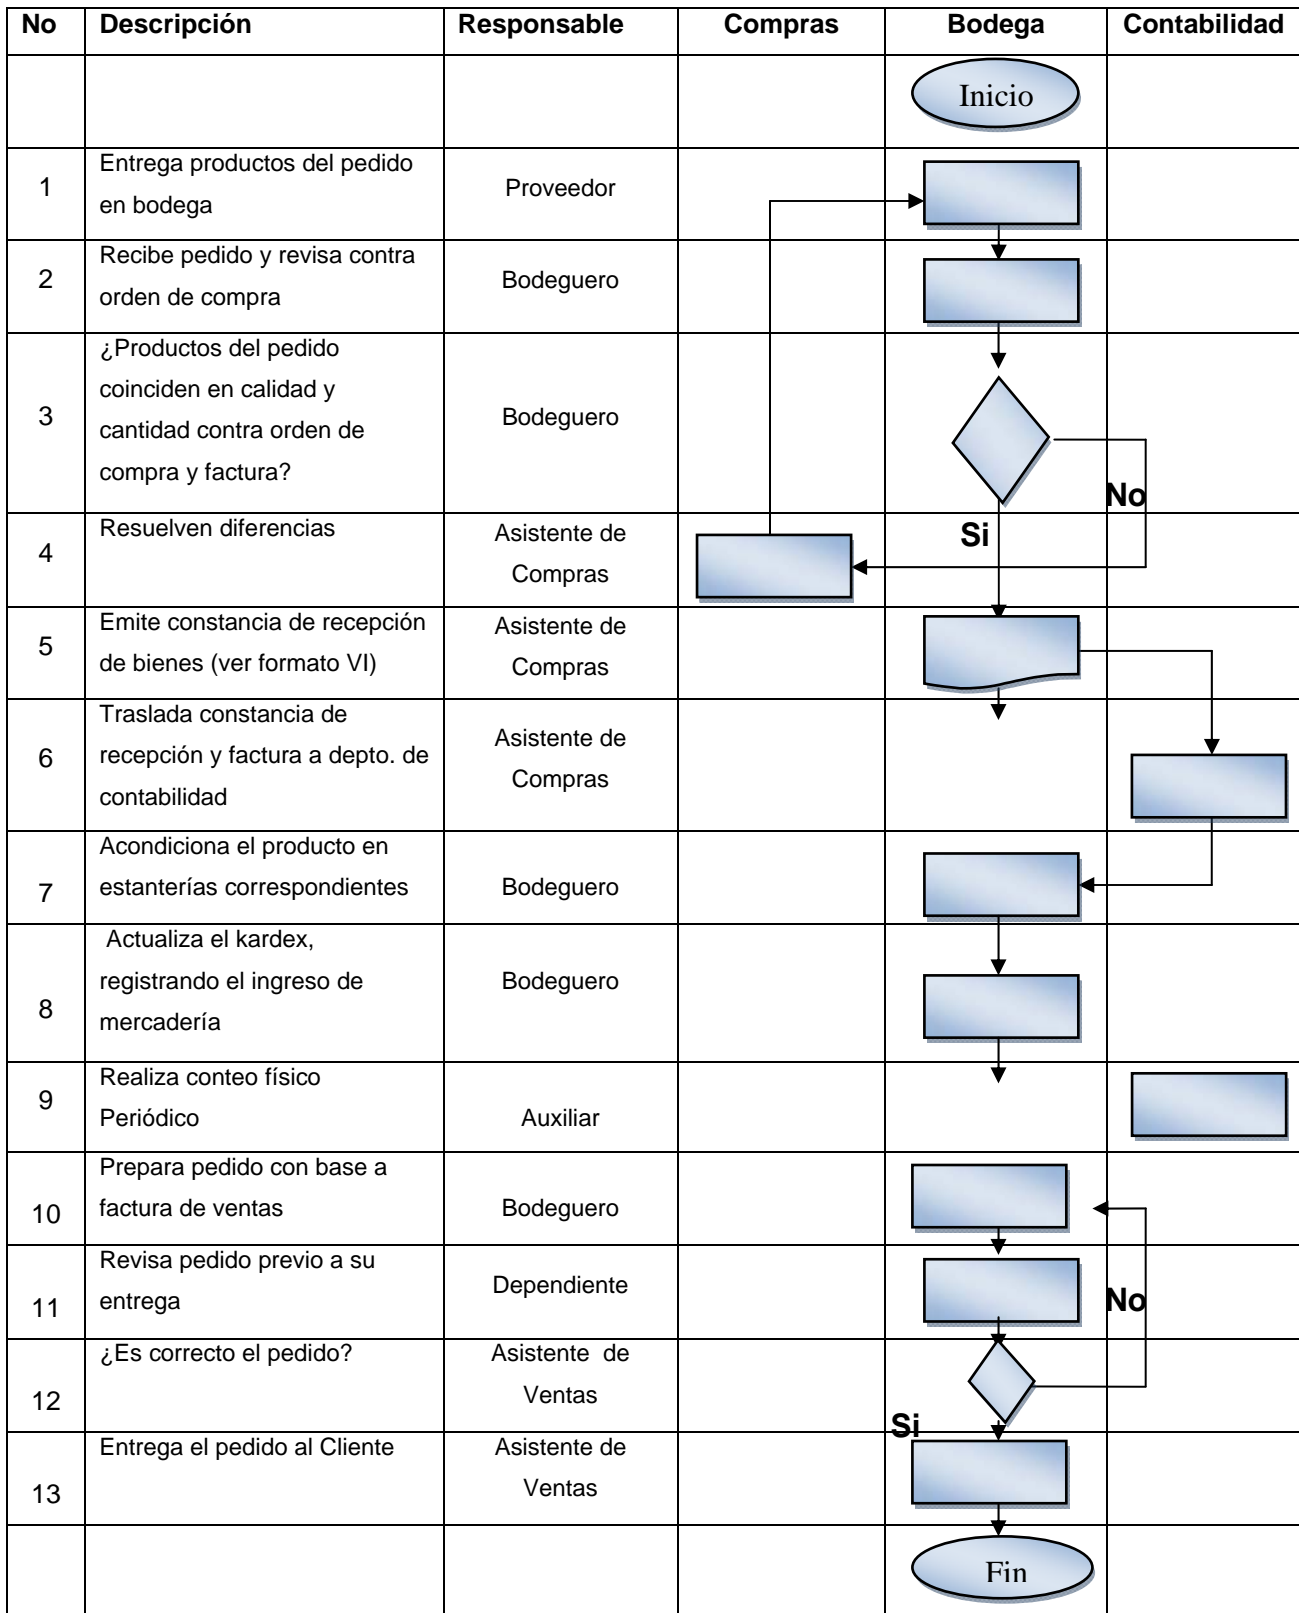 No Descripción Responsable Compras Bodega Contabilidad
Inicio
1
Entrega productos del pedido
en bodega
Proveedor
2
Recibe pedido y revisa contra
orden de compra
Bodeguero
3
¿Productos del pedido
coinciden en calidad y
cantidad contra orden de
compra y factura?
Bodeguero
No
4
Resuelven diferencias
Asistente de
Compras
Si
5
Emite constancia de recepción
de bienes (ver formato VI)
Asistente de
Compras
6
Traslada constancia de
recepción y factura a depto. de
contabilidad
Asistente de
Compras
7
Acondiciona el producto en
estanterías correspondientes
Bodeguero
8
Actualiza el kardex,
registrando el ingreso de
mercadería
Bodeguero
9
Realiza conteo físico
Periódico
Auxiliar
10
Prepara pedido con base a
factura de ventas
Bodeguero
11
Revisa pedido previo a su
entrega
Dependiente
No
12
¿Es correcto el pedido?
Asistente de
Ventas
Si
13
Entrega el pedido al Cliente
Asistente de
Ventas
Fin